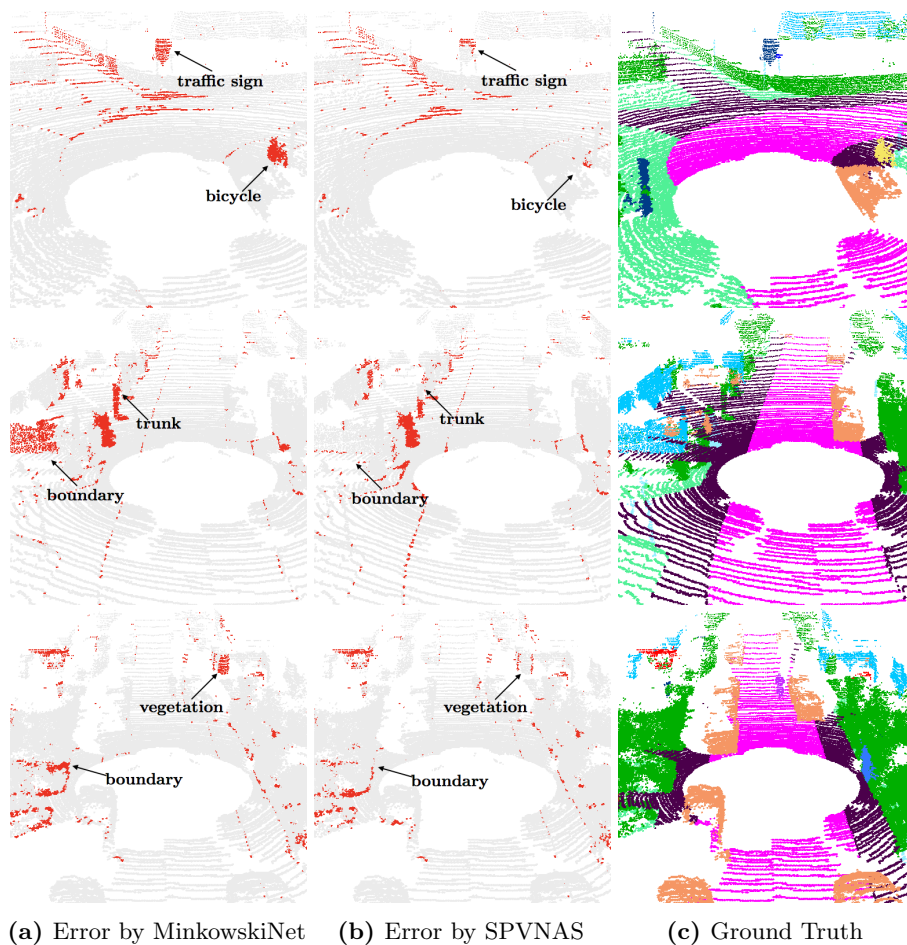 traffic sign
traffic sign
bicycle
bicycle
trunk
trunk
boundary
boundary
vegetation
vegetation
boundary
boundary
(a) Error by MinkowskiNet
(b) Error by SPVNAS
(c) Ground Truth